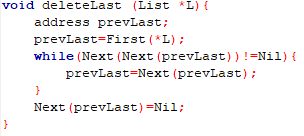 void deleteLast (List *L){
address prevLast;
prevLast=First(*L);
while(Next(Next(prevLast))!=Nil){
prevLast=Next(prevLast);
}
Next(prevLast)=Nil;
}